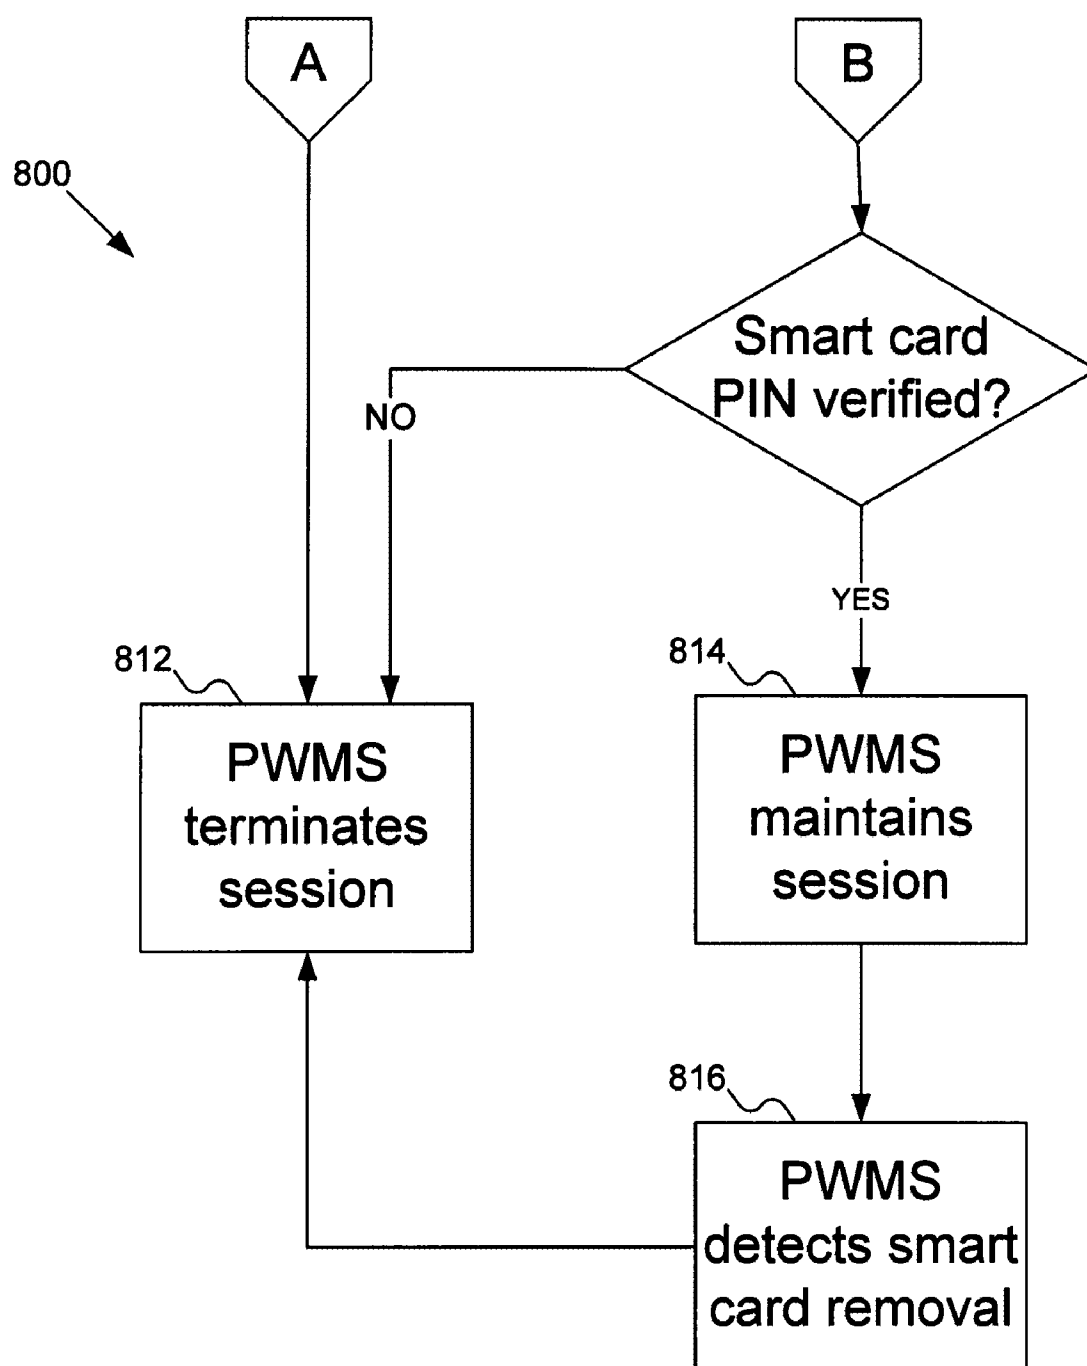 A
B
800
Smart card
PIN verified?
NO
YES
812
814
PWMS
terminates
session
PWMS
maintains
session
816
PWMS
detects smart
card removal